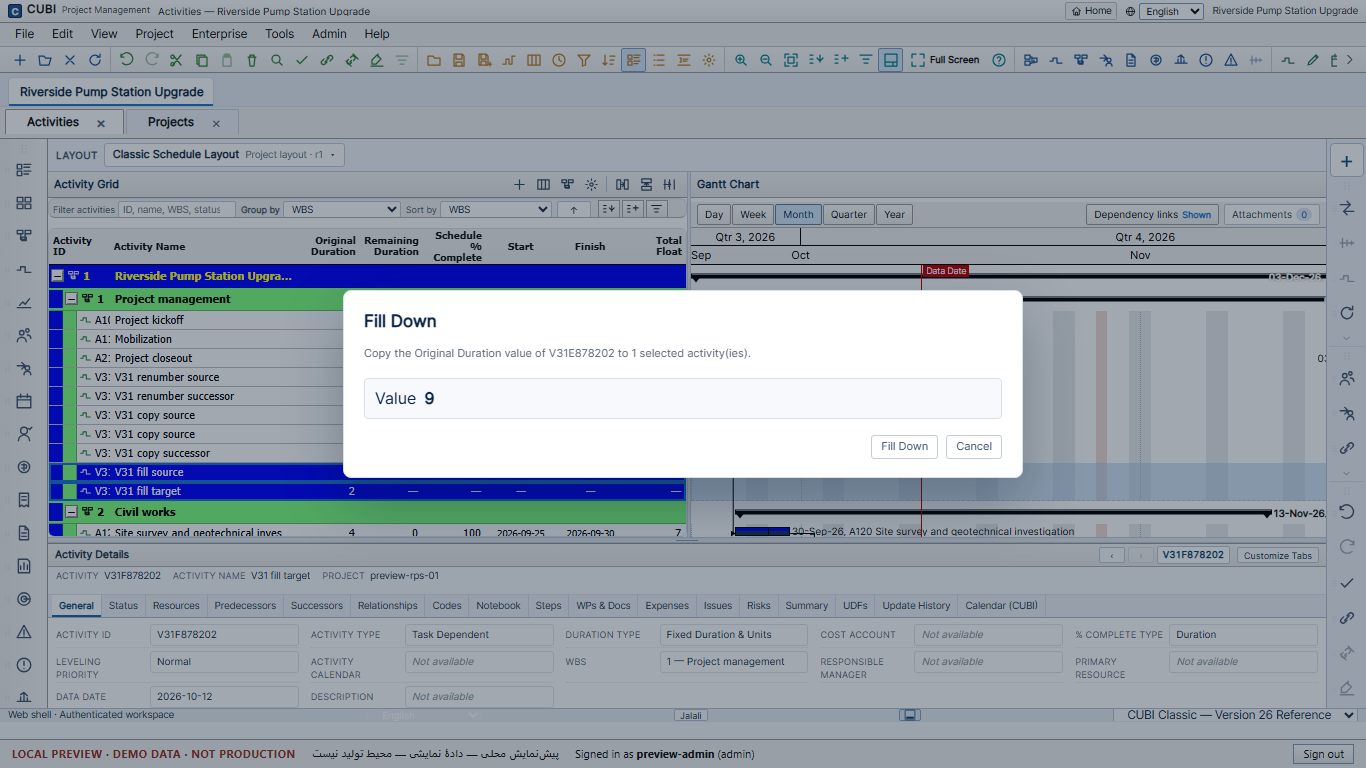 CUBI Project Management Activities — Riverside Pump Station Upgrade Home English Riverside Pump Station Upgrade
File Edit View Project Enterprise Tools Admin Help
Full Screen
Riverside Pump Station Upgrade
Activities Projects
LAYOUT Classic Schedule Layout Project layout · r1
Activity Grid
Gantt Chart
Filter activities ID, name, WBS, status Group by WBS Sort by WBS
Day Week Month Quarter Year Dependency links Shown Attachments 0
Activity ID Activity Name Original Duration Remaining Duration Schedule % Complete Start Finish Total Float
Qtr 3, 2026 Qtr 4, 2026
Sep Oct Nov
1 Riverside Pump Station Upgra...
Data Date
03-Dec-26
1 Project management
Project kickoff
Mobilization
Project closeout
V31 renumber source
V31 renumber successor
V31 copy source
V31 copy source
V31 copy successor
V31 fill source
V31 fill target 2 — — — — —
2 Civil works
13-Nov-26
Site survey and geotechnical inves 4 0 100 2026-09-25 2026-09-30 7
30-Sep-26, A120 Site survey and geotechnical investigation
Fill Down
Copy the Original Duration value of V31E878202 to 1 selected activity(ies).
Value 9
Fill Down Cancel
Activity Details
V31F878202 Customize Tabs
ACTIVITY V31F878202 ACTIVITY NAME V31 fill target PROJECT preview-rps-01
General Status Resources Predecessors Successors Relationships Codes Notebook Steps WPs & Docs Expenses Issues Risks Summary UDFs Update History Calendar (CUBI)
ACTIVITY ID V31F878202 ACTIVITY TYPE Task Dependent DURATION TYPE Fixed Duration & Units COST ACCOUNT Not available % COMPLETE TYPE Duration
LEVELING PRIORITY Normal ACTIVITY CALENDAR Not available WBS 1 — Project management RESPONSIBLE MANAGER Not available PRIMARY RESOURCE Not available
DATA DATE 2026-10-12 DESCRIPTION Not available
Web shell · Authenticated workspace English Jalali CUBI Classic — Version 26 Reference
LOCAL PREVIEW · DEMO DATA · NOT PRODUCTION پیش‌نمایش محلی — دادهٔ نمایشی — محیط تولید نیست Signed in as preview-admin (admin) Sign out